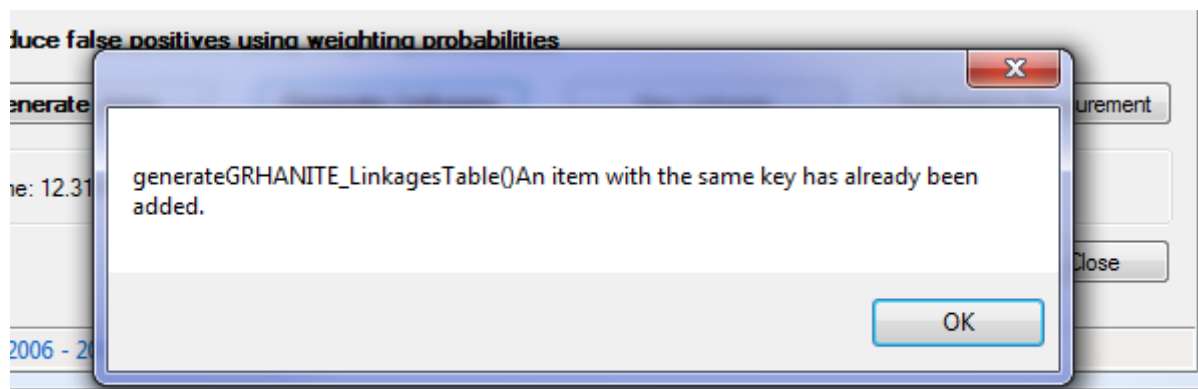 duce false positives using weighting probabilities
enerate
urement
ne: 12.31
generateGRHANITE_LinkagesTable()An item with the same key has already been
added.
Close
OK
2006 - 20